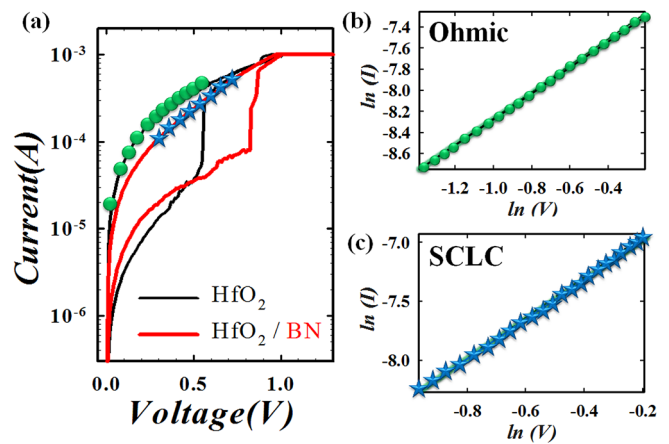 (a)
10-3
10-4
10-5
10-6
Current(A)
HfO2
HfO2 / BN
0.0 0.5 1.0
Voltage(V)
(b)
Ohmic
-7.4
-7.6
-7.8
-8.0
-8.2
-8.4
-8.6
ln (I)
-1.2 -1.0 -0.8 -0.6 -0.4
ln (V)
(c)
SCLC
-7.0
-7.5
-8.0
ln (I)
-0.8 -0.6 -0.4 -0.2
ln (V)